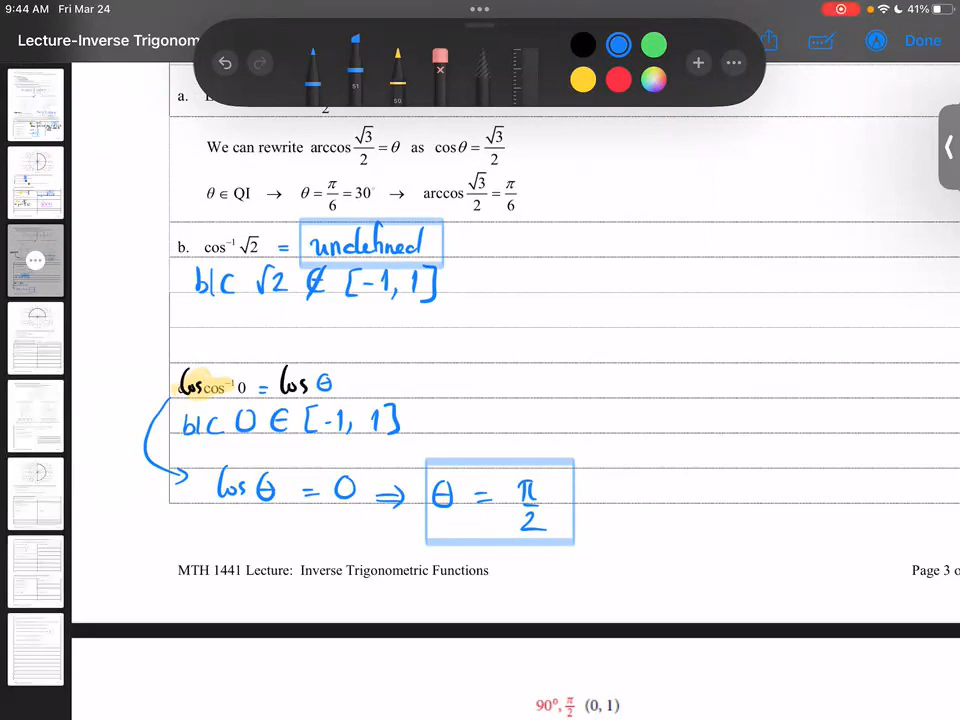 9:44 AM Fri Mar 24
41%
Lecture-Inverse Trigonom
Done
51
50
a.
2
We can rewrite arccos √3/2 = θ as cos θ = √3/2
θ ∈ QI → θ = π/6 = 30° → arccos √3/2 = π/6
b. cos⁻¹ √2 = undefined
b/c √2 ∉ [-1, 1]
cos cos⁻¹ 0 = cos θ
b/c 0 ∈ [-1, 1]
cos θ = 0 ⇒ θ = π/2
MTH 1441 Lecture: Inverse Trigonometric Functions
Page 3 o
90°, π/2 (0, 1)